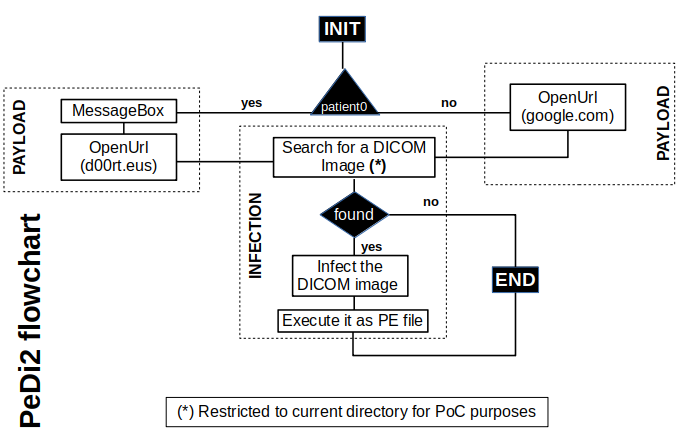 INIT
patient0
yes
no
PAYLOAD
MessageBox
OpenUrl
(d00rt.eus)
OpenUrl
(google.com)
PAYLOAD
Search for a DICOM
Image (*)
INFECTION
found
no
yes
Infect the
DICOM image
END
Execute it as PE file
PeDi2 flowchart
(*) Restricted to current directory for PoC purposes